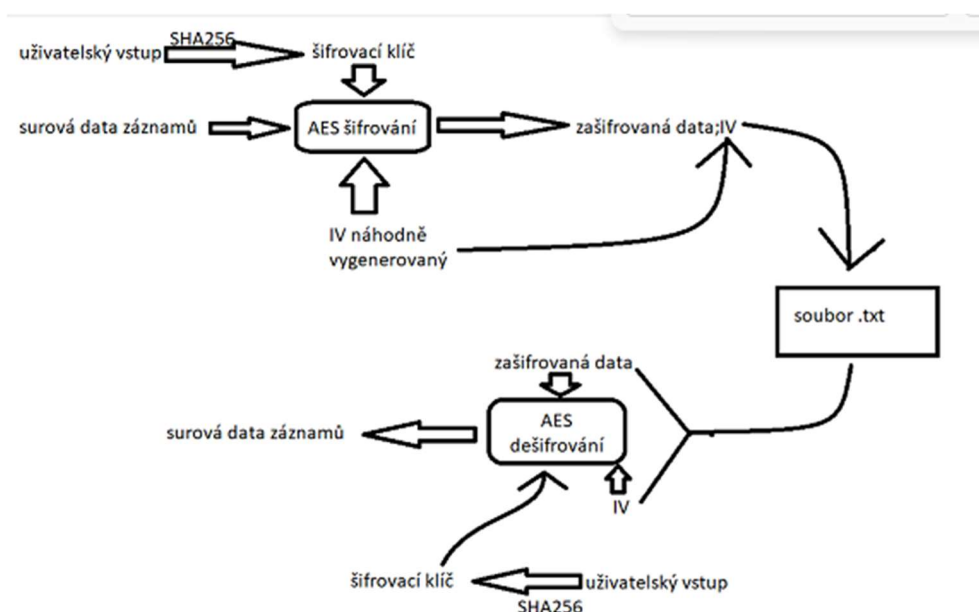 SHA256
uživatelský vstup
šifrovací klíč
surová data záznamů
AES šifrování
zašifrovaná data;IV
IV náhodně
vygenerovaný
soubor .txt
zašifrovaná data
surová data záznamů
AES
dešifrování
IV
šifrovací klíč
uživatelský vstup
SHA256